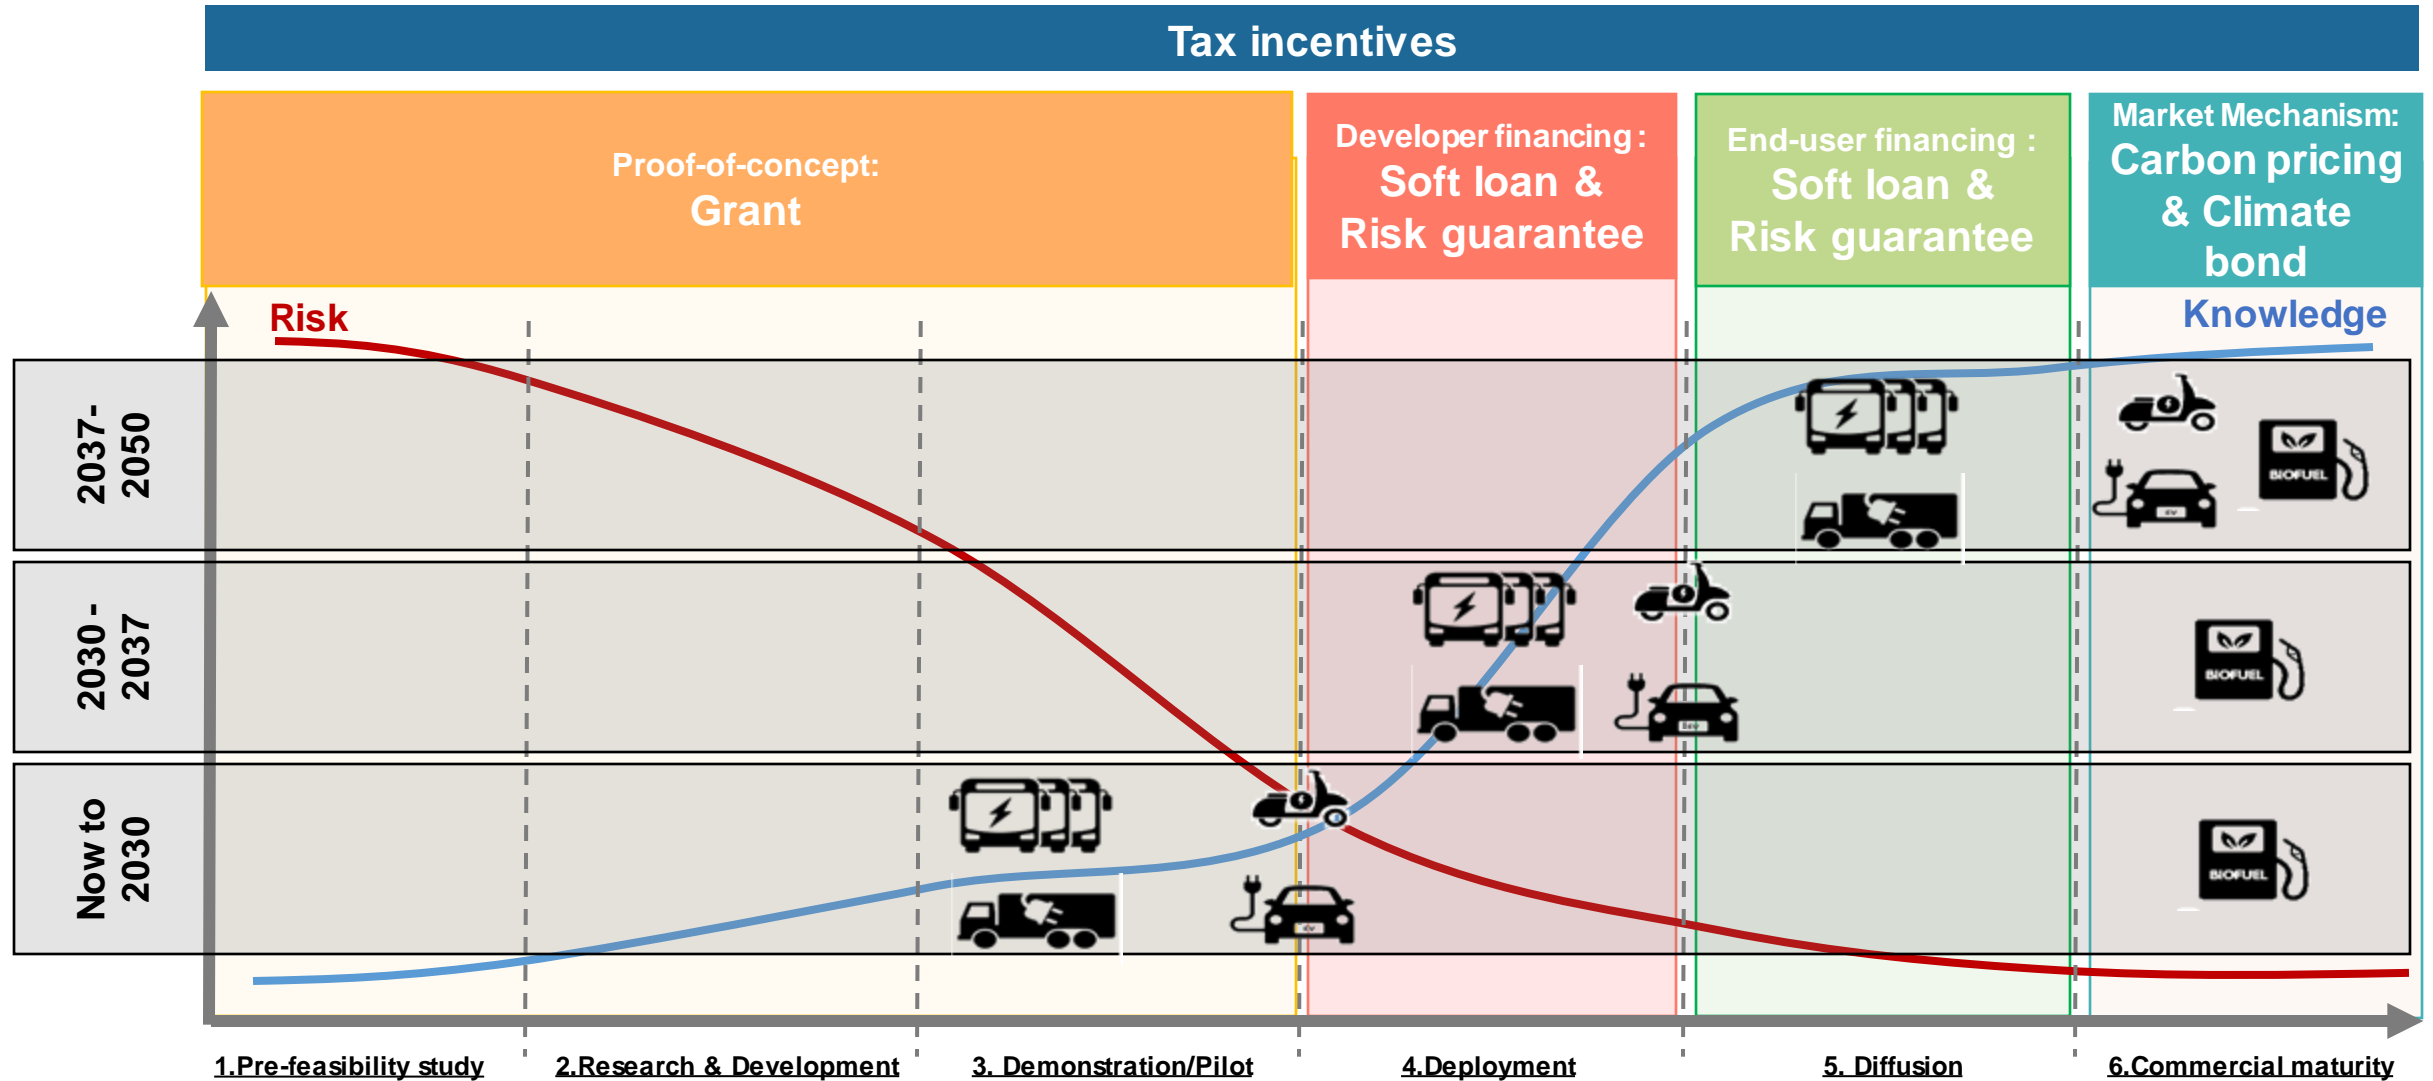 Tax incentives
Proof-of-concept:
Grant
Developer financing :
Soft loan &
Risk guarantee
End-user financing :
Soft loan &
Risk guarantee
Market Mechanism:
Carbon pricing
& Climate
bond
Risk
Knowledge
2037-
2050
BIOFUEL
EV
2030 -
2037
BIOFUEL
Now to
2030
BIOFUEL
EV
1.Pre-feasibility study
2.Research & Development
3. Demonstration/Pilot
4.Deployment
5. Diffusion
6.Commercial maturity